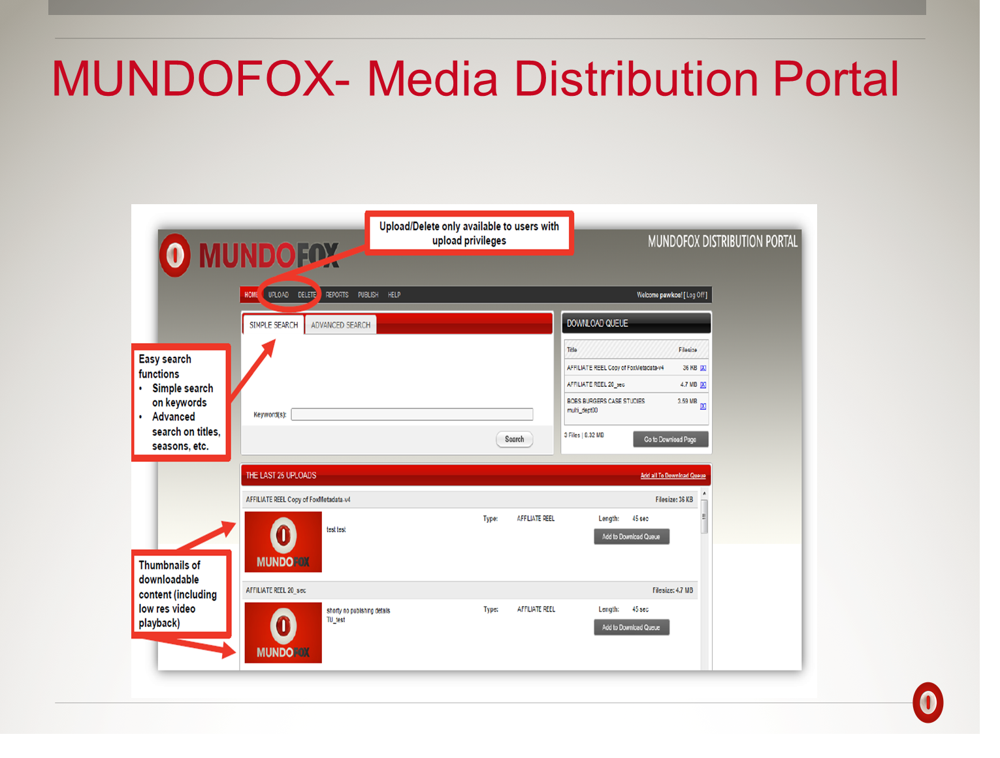 MUNDOFOX- Media Distribution Portal
Upload/Delete only available to users with
upload privileges
MUNDOFOX
MUNDOFOX DISTRIBUTION PORTAL
HOME UPLOAD DELETE REPORTS PUBLISH HELP
Welcome pawkos! [ Log Off ]
SIMPLE SEARCH ADVANCED SEARCH
Keyword(s):
Search
DOWNLOAD QUEUE
Title Filesize
AFFILIATE REEL Copy of FoxMetadata-v4 36 KB [X]
AFFILIATE REEL 20_sec 4.7 MB [X]
BOBS BURGERS CASE STUDIES 3.59 MB [X]
multi_dept00
3 Files | 8.32 MB
Go to Download Page
Easy search
functions
• Simple search
on keywords
• Advanced
search on titles,
seasons, etc.
THE LAST 25 UPLOADS Add all To Download Queue
AFFILIATE REEL Copy of FoxMetadata-v4 Filesize: 36 KB
MUNDOFOX
test test
Type: AFFILIATE REEL Length: 45 sec
Add to Download Queue
Thumbnails of
downloadable
content (including
low res video
playback)
AFFILIATE REEL 20_sec Filesize: 4.7 MB
MUNDOFOX
shorty no publishing details
TU_test
Type: AFFILIATE REEL Length: 45 sec
Add to Download Queue